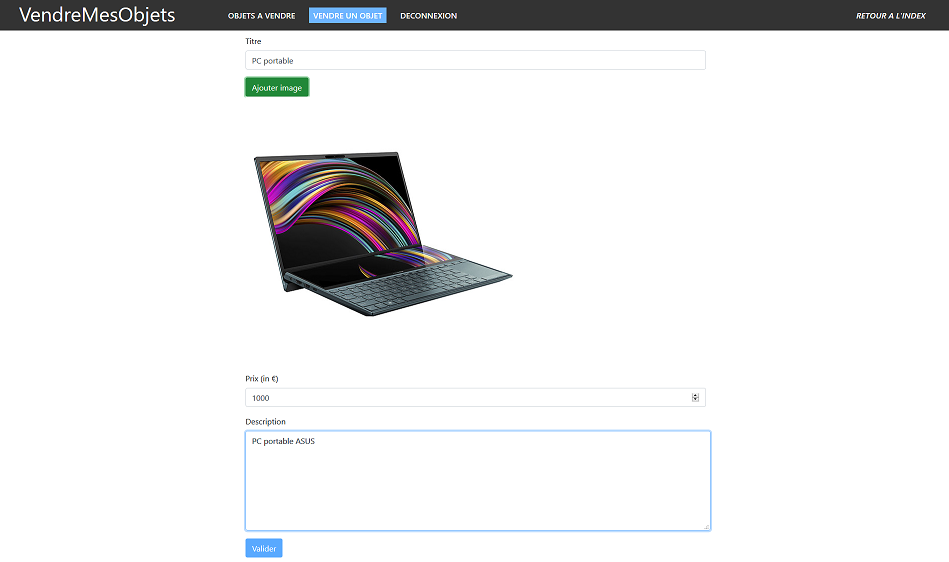 VendreMesObjets
OBJETS A VENDRE
VENDRE UN OBJET
DECONNEXION
RETOUR A L'INDEX
Titre
PC portable
Ajouter image
Prix (in €)
1000
Description
PC portable ASUS
Valider